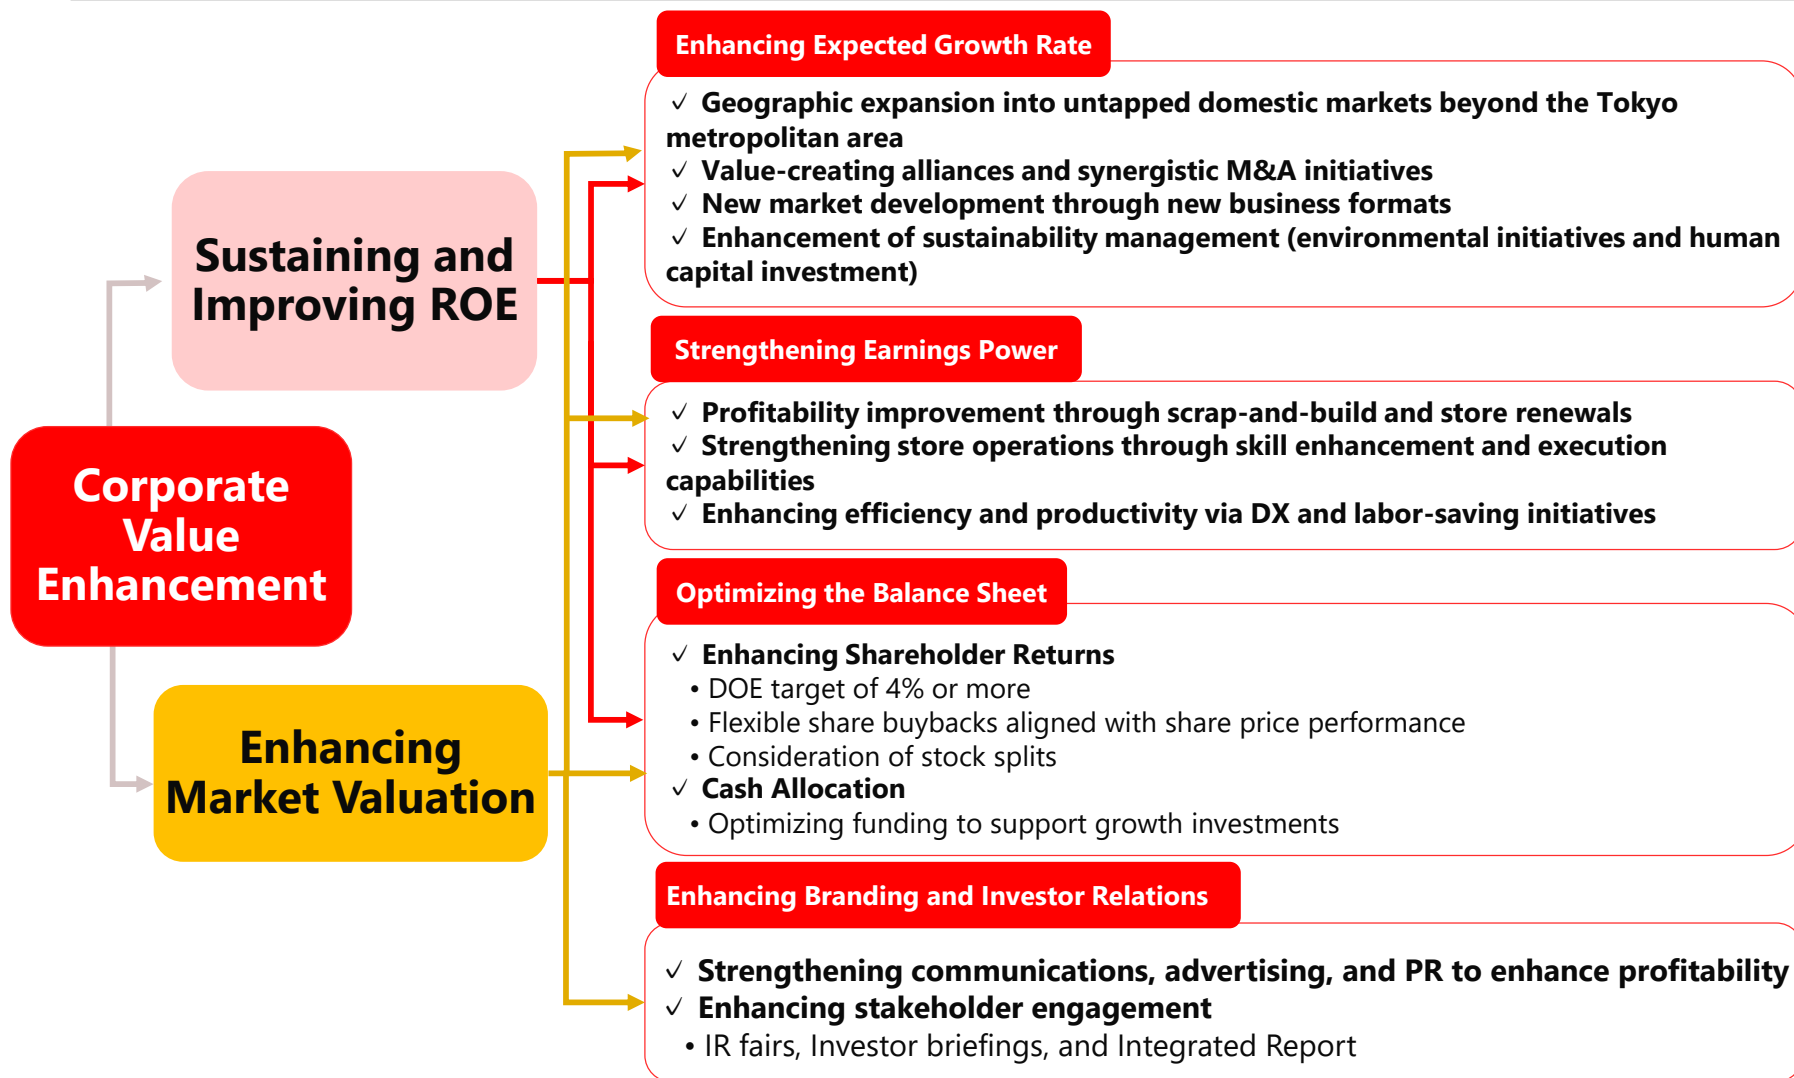 Enhancing Expected Growth Rate
✓ Geographic expansion into untapped domestic markets beyond the Tokyo
metropolitan area
✓ Value-creating alliances and synergistic M&A initiatives
✓ New market development through new business formats
✓ Enhancement of sustainability management (environmental initiatives and human
capital investment)
Sustaining and
Improving ROE
Strengthening Earnings Power
✓ Profitability improvement through scrap-and-build and store renewals
✓ Strengthening store operations through skill enhancement and execution
capabilities
✓ Enhancing efficiency and productivity via DX and labor-saving initiatives
Corporate
Value
Enhancement
Optimizing the Balance Sheet
✓ Enhancing Shareholder Returns
• DOE target of 4% or more
• Flexible share buybacks aligned with share price performance
• Consideration of stock splits
✓ Cash Allocation
• Optimizing funding to support growth investments
Enhancing
Market Valuation
Enhancing Branding and Investor Relations
✓ Strengthening communications, advertising, and PR to enhance profitability
✓ Enhancing stakeholder engagement
• IR fairs, Investor briefings, and Integrated Report